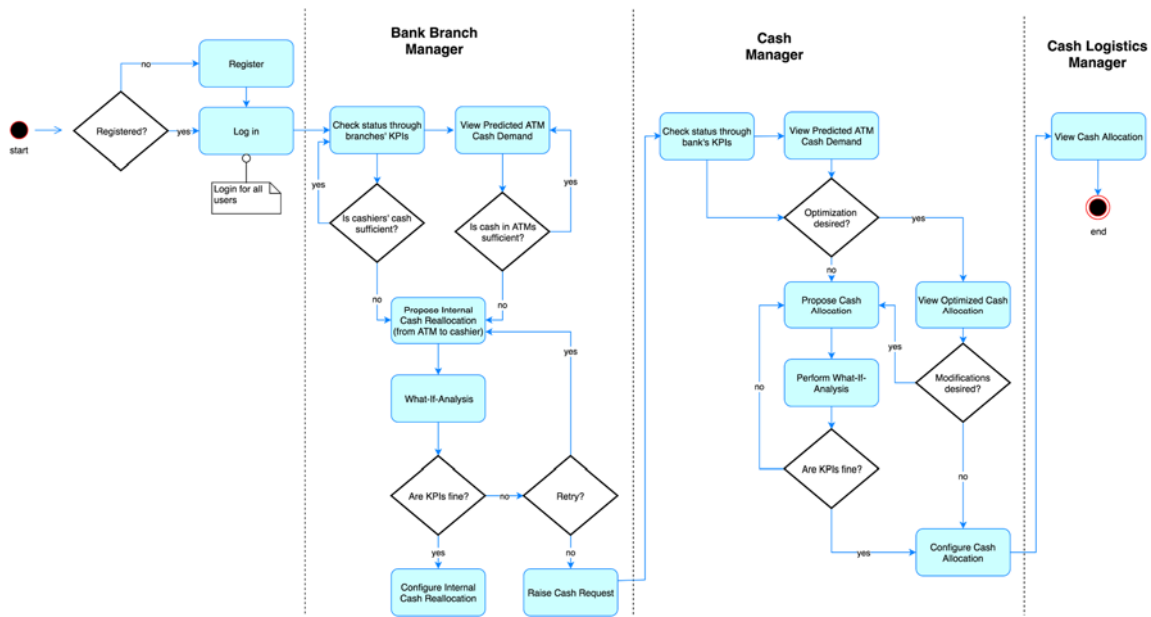 Bank Branch
Manager
Cash
Manager
Cash Logistics
Manager
start
Registered?
no
yes
Register
Log in
Login for all
users
Check status through
branches' KPIs
View Predicted ATM
Cash Demand
yes
yes
Is cashiers' cash
sufficient?
Is cash in ATMs
sufficient?
no
no
Propose Internal
Cash Reallocation
(from ATM to cashier)
yes
What-If-Analysis
Are KPIs fine?
no
Retry?
yes
no
Configure Internal
Cash Reallocation
Raise Cash Request
Check status through
bank's KPIs
View Predicted ATM
Cash Demand
Optimization
desired?
yes
no
Propose Cash
Allocation
View Optimized Cash
Allocation
yes
no
Perform What-If-
Analysis
Modifications
desired?
Are KPIs fine?
no
yes
Configure Cash
Allocation
View Cash Allocation
end